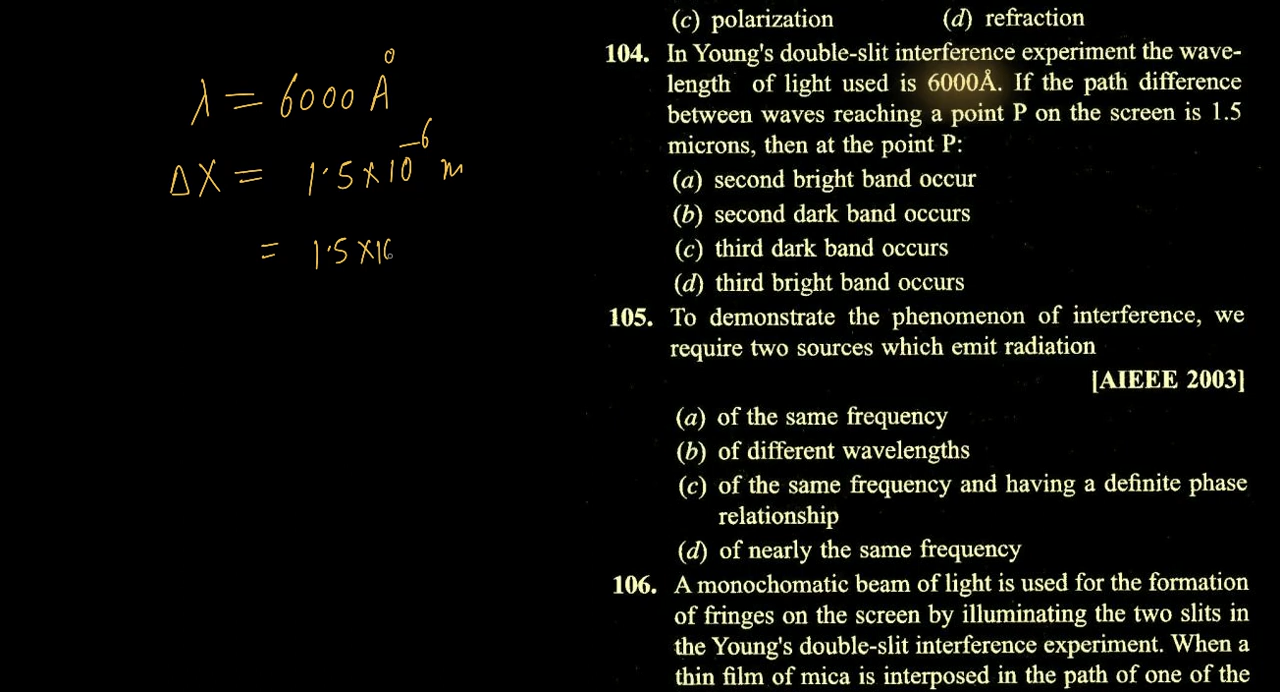 λ = 6000 Å
ΔX = 1.5×10⁻⁶ m
= 1.5×10
(c) polarization (d) refraction
104. In Young's double-slit interference experiment the wave-
length of light used is 6000Å. If the path difference
between waves reaching a point P on the screen is 1.5
microns, then at the point P:
(a) second bright band occur
(b) second dark band occurs
(c) third dark band occurs
(d) third bright band occurs
105. To demonstrate the phenomenon of interference, we
require two sources which emit radiation
[AIEEE 2003]
(a) of the same frequency
(b) of different wavelengths
(c) of the same frequency and having a definite phase
relationship
(d) of nearly the same frequency
106. A monochomatic beam of light is used for the formation
of fringes on the screen by illuminating the two slits in
the Young's double-slit interference experiment. When a
thin film of mica is interposed in the path of one of the